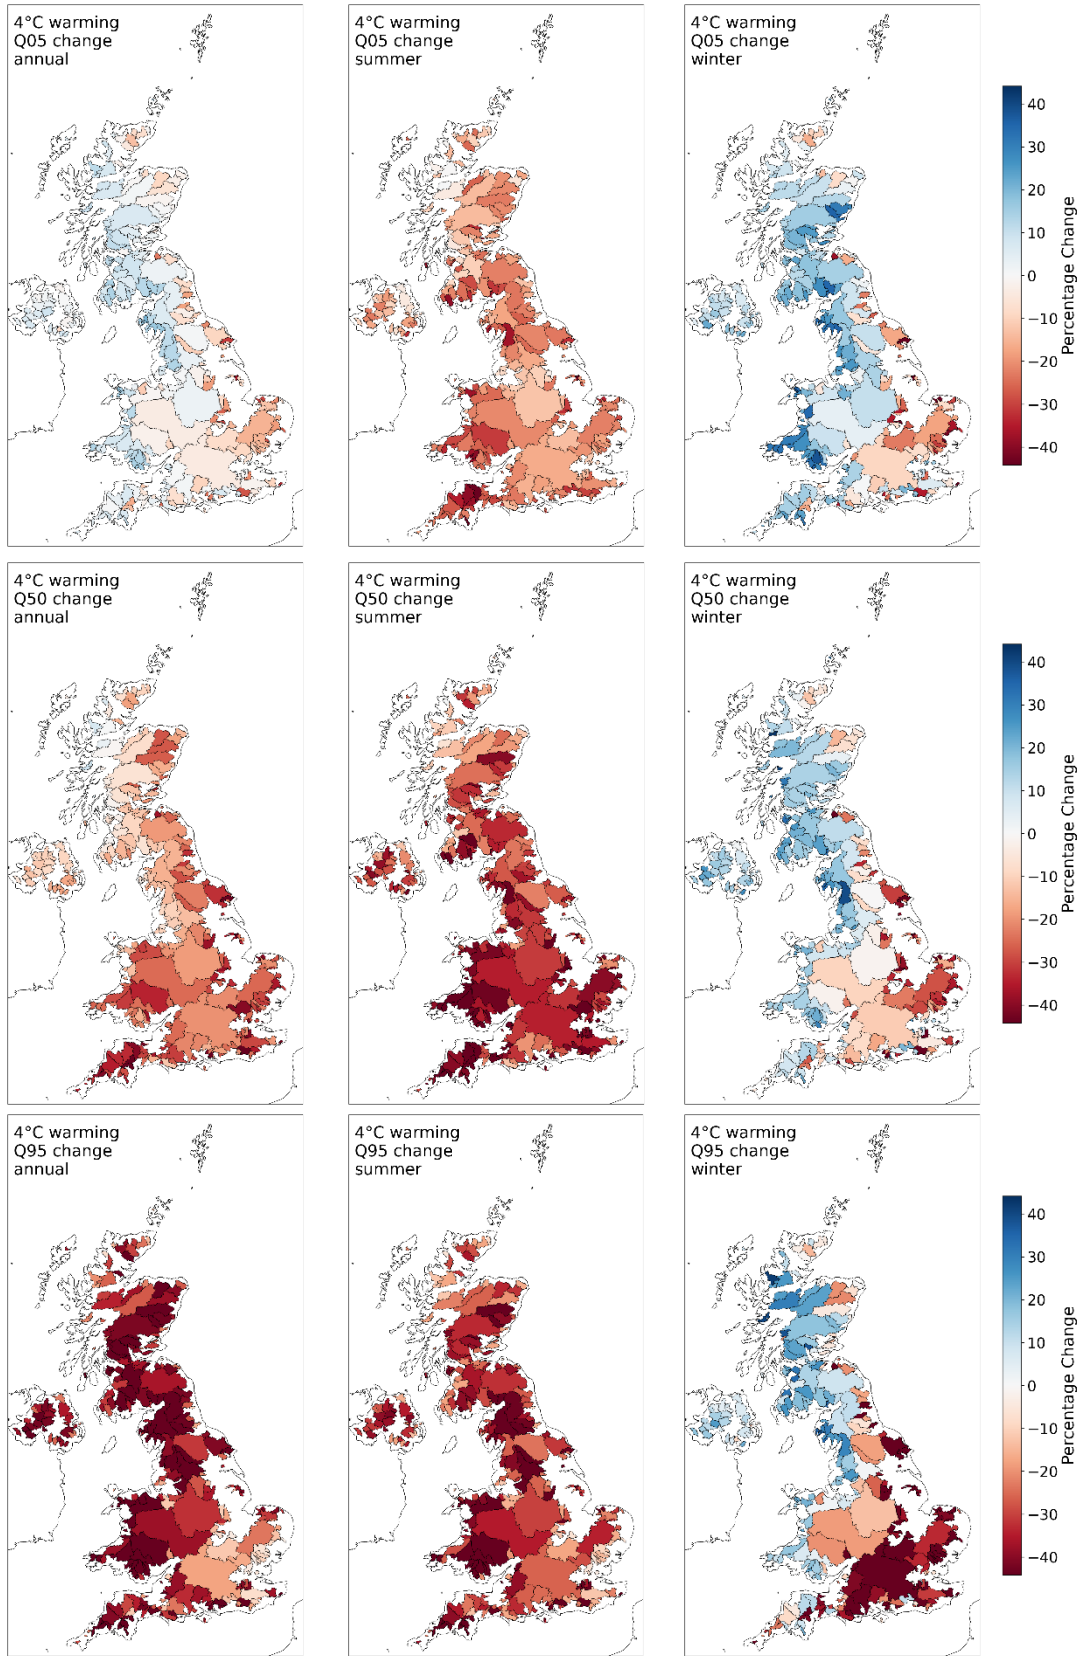 4°C warming
Q05 change
annual
4°C warming
Q05 change
summer
4°C warming
Q05 change
winter
40
30
20
10
0
−10
−20
−30
−40
Percentage Change
4°C warming
Q50 change
annual
4°C warming
Q50 change
summer
4°C warming
Q50 change
winter
40
30
20
10
0
−10
−20
−30
−40
Percentage Change
4°C warming
Q95 change
annual
4°C warming
Q95 change
summer
4°C warming
Q95 change
winter
40
30
20
10
0
−10
−20
−30
−40
Percentage Change